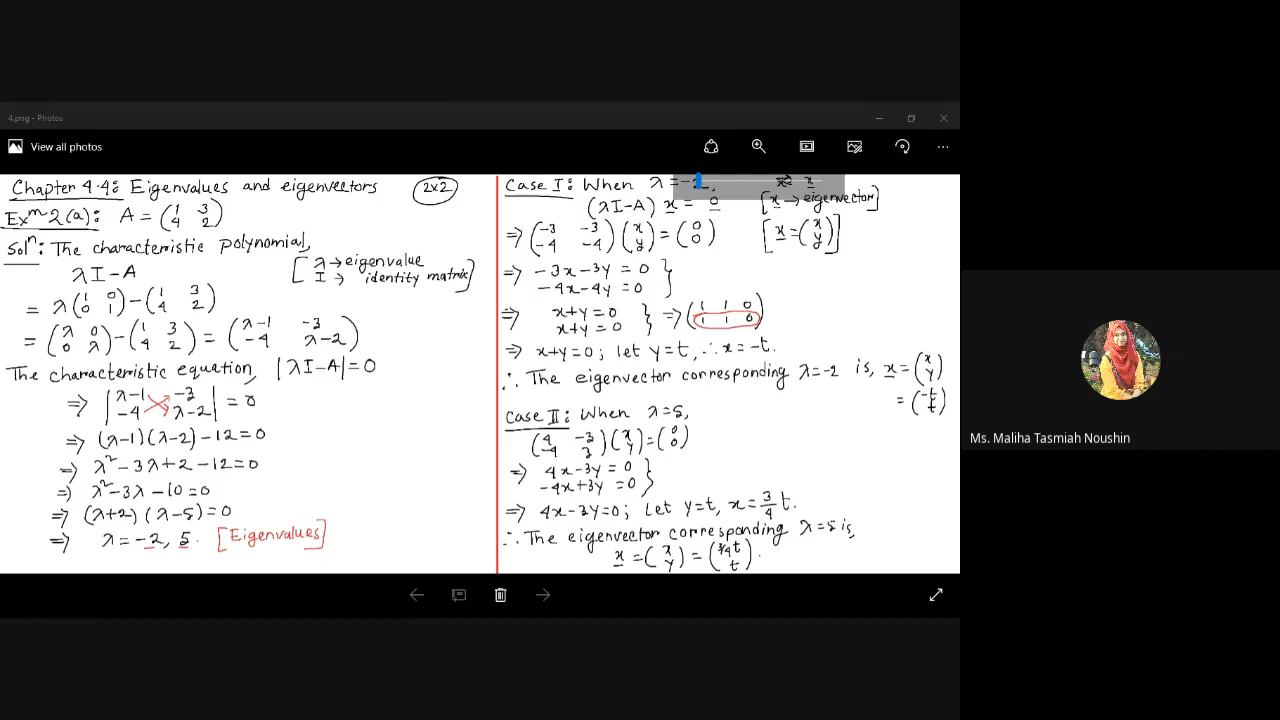 4.png - Photos
View all photos
Chapter 4.4: Eigenvalues and eigenvectors (2x2)
Exm 2(a): A = (1 3; 4 2)
Soln: The characteristic polynomial,
λI-A [λ→eigenvalue
I → identity matrix]
= λ(1 0; 0 1) - (1 3; 4 2)
= (λ 0; 0 λ) - (1 3; 4 2) = (λ-1 -3; -4 λ-2)
The characteristic equation, |λI-A|=0
⇒ |λ-1 -3; -4 λ-2| = 0
⇒ (λ-1)(λ-2)-12=0
⇒ λ²-3λ+2-12=0
⇒ λ²-3λ-10=0
⇒ (λ+2)(λ-5)=0
⇒ λ=-2, 5. [Eigenvalues]
Case I: When λ=-2,
(λI-A) x = 0 [x → eigenvector]
⇒ (-3 -3; -4 -4)(x; y) = (0; 0) [x = (x; y)]
⇒ -3x-3y=0
-4x-4y=0 }
⇒ x+y=0
x+y=0 } ⇒ (1 1 0; 1 1 0)
⇒ x+y=0; let y=t, ∴ x=-t.
∴ The eigenvector corresponding λ=-2 is, x = (x; y)
= (-t; t)
Case II: When λ=5,
(4 -3; -4 3)(x; y) = (0; 0)
⇒ 4x-3y=0
-4x+3y=0 }
⇒ 4x-3y=0; Let y=t, x=3/4 t.
∴ The eigenvector corresponding λ=5 is,
x = (x; y) = (3/4t; t).
Ms. Maliha Tasmiah Noushin